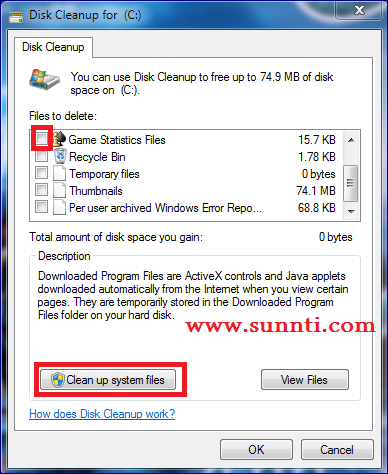 Disk Cleanup for (C:)
Disk Cleanup
You can use Disk Cleanup to free up to 74.9 MB of disk
space on (C:).
Files to delete:
Game Statistics Files 15.7 KB
Recycle Bin 1.78 KB
Temporary files 0 bytes
Thumbnails 74.1 MB
Per user archived Windows Error Repo... 68.8 KB
Total amount of disk space you gain: 0 bytes
Description
Downloaded Program Files are ActiveX controls and Java applets
downloaded automatically from the Internet when you view certain
pages. They are temporarily stored in the Downloaded Program
Files folder on your hard disk.
www.sunnti.com
Clean up system files
View Files
How does Disk Cleanup work?
OK
Cancel